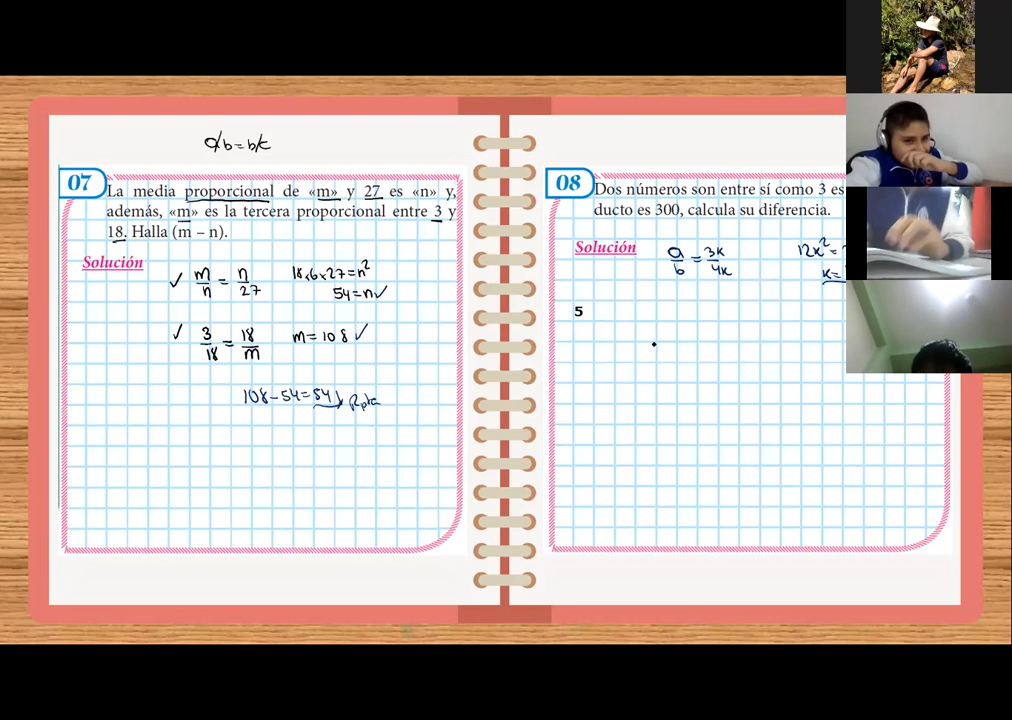 a/b = b/c
07
La media proporcional de «m» y 27 es «n» y,
además, «m» es la tercera proporcional entre 3 y
18. Halla (m – n).
Solución
✓ m/n = n/27
18.6×27 = n²
54 = n ✓
✓ 3/18 = 18/m
m = 108 ✓
108 – 54 = 54 Rpta
08
Dos números son entre sí como 3 es
ducto es 300, calcula su diferencia.
Solución
a/b = 3k/4k
12k² =
k =
5